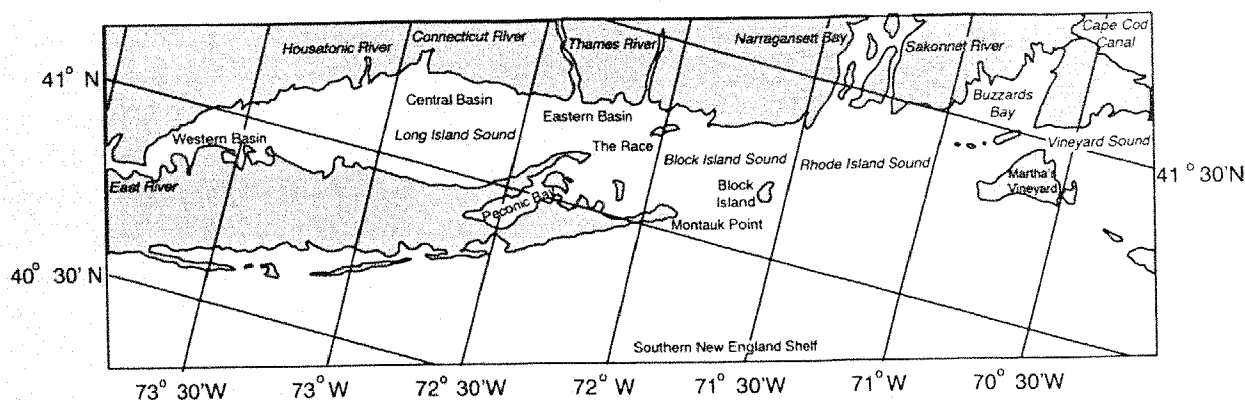 Cape Cod
Canal
Housatonic River
Connecticut River
Thames River
Narragansett Bay
Sakonnet River
41° N
Central Basin
Buzzards
Bay
Eastern Basin
Western Basin
Long Island Sound
Vineyard Sound
The Race
Block Island Sound
Rhode Island Sound
41° 30'N
East River
Martha's
Vineyard
Block
Island
Peconic Bay
Montauk Point
40° 30' N
Southern New England Shelf
73° 30'W
73° W
72° 30'W
72° W
71° 30'W
71° W
70° 30'W